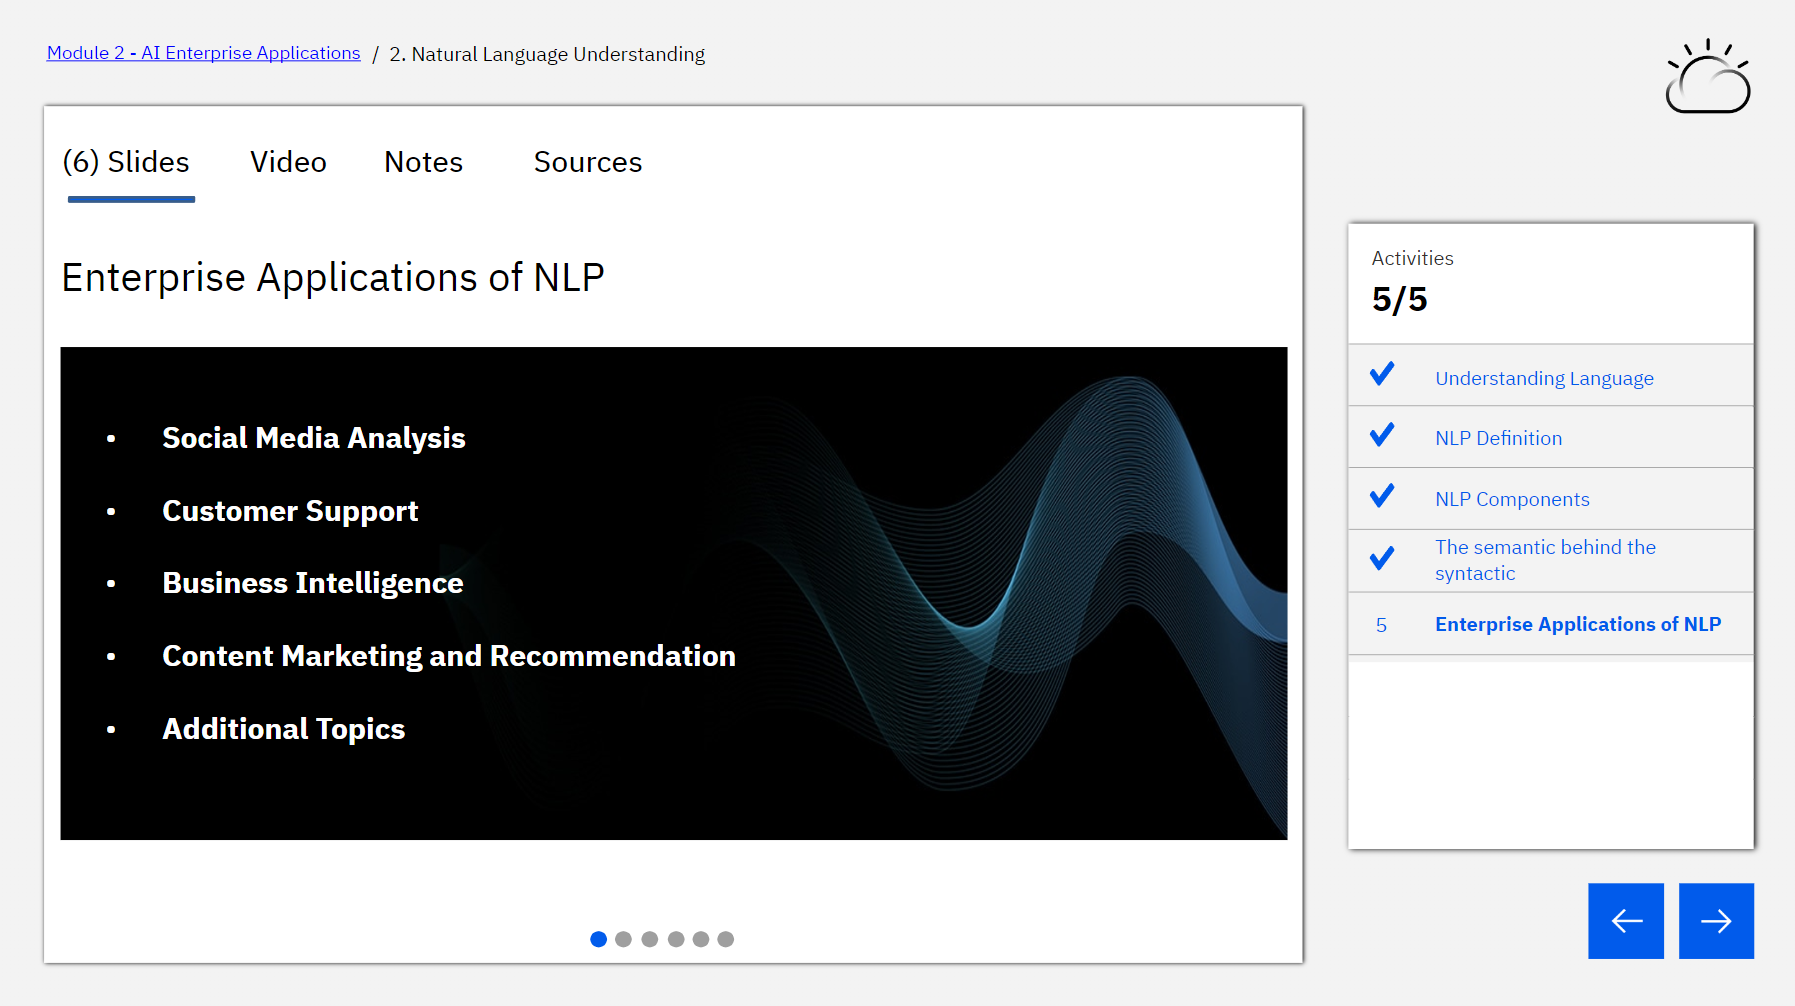 Module 2 - AI Enterprise Applications / 2. Natural Language Understanding
(6) Slides Video Notes Sources
Enterprise Applications of NLP
• Social Media Analysis
• Customer Support
• Business Intelligence
• Content Marketing and Recommendation
• Additional Topics
Activities
5/5
Understanding Language
NLP Definition
NLP Components
The semantic behind the
syntactic
5 Enterprise Applications of NLP